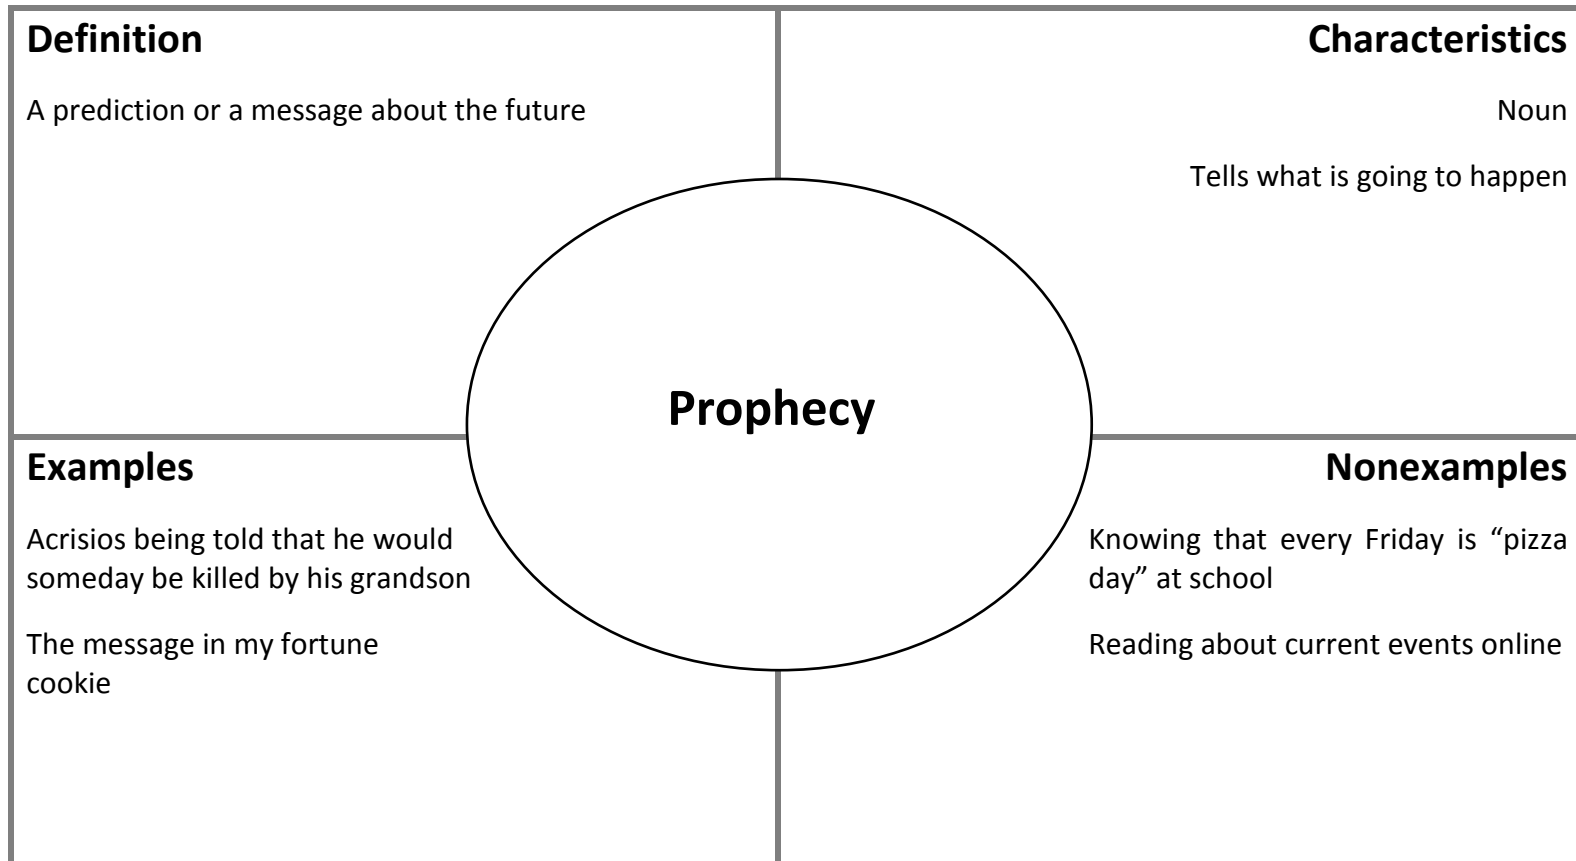 Definition
A prediction or a message about the future
Characteristics
Noun
Tells what is going to happen
Prophecy
Examples
Acrisios being told that he would
someday be killed by his grandson
The message in my fortune
cookie
Nonexamples
Knowing that every Friday is “pizza
day” at school
Reading about current events online